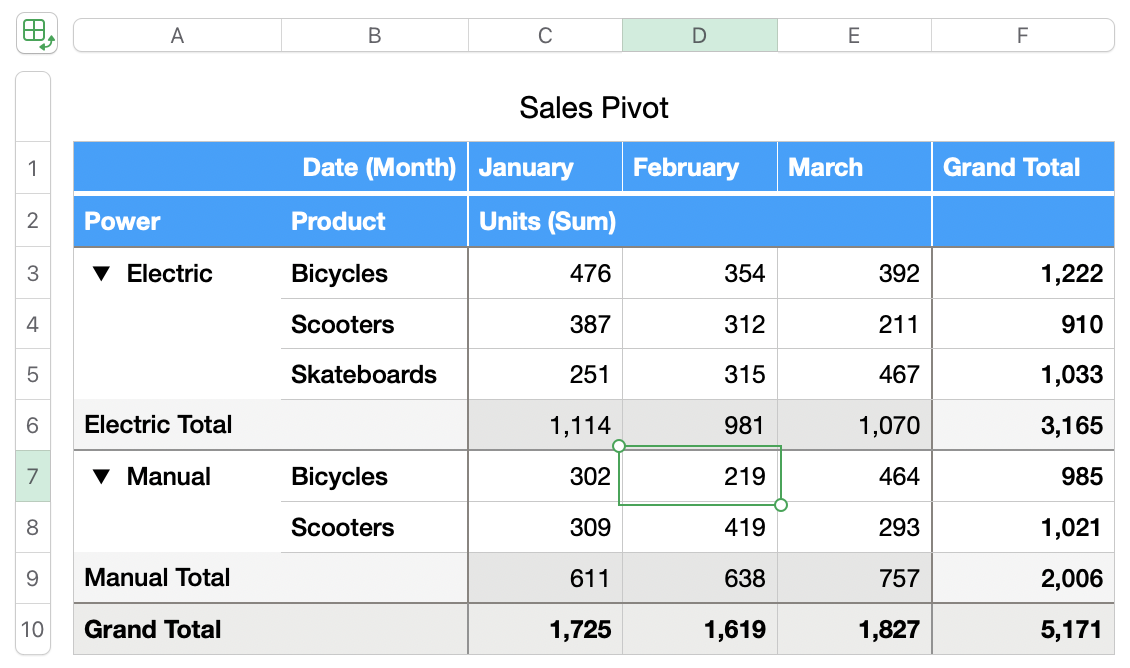 A B C D E F
Sales Pivot
1 Date (Month) January February March Grand Total
2 Power Product Units (Sum)
3 ▼ Electric Bicycles 476 354 392 1,222
4 Scooters 387 312 211 910
5 Skateboards 251 315 467 1,033
6 Electric Total 1,114 981 1,070 3,165
7 ▼ Manual Bicycles 302 219 464 985
8 Scooters 309 419 293 1,021
9 Manual Total 611 638 757 2,006
10 Grand Total 1,725 1,619 1,827 5,171